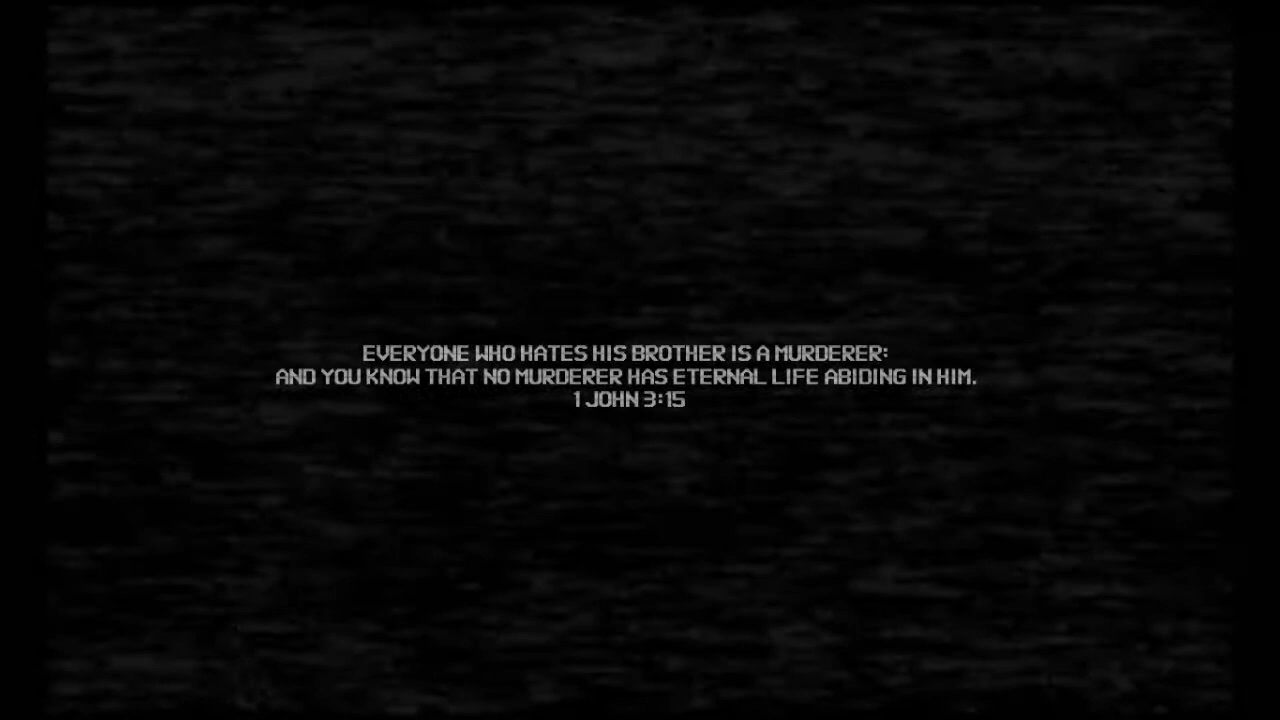 EVERYONE WHO HATES HIS BROTHER IS A MURDERER:
AND YOU KNOW THAT NO MURDERER HAS ETERNAL LIFE ABIDING IN HIM.
1 JOHN 3:15